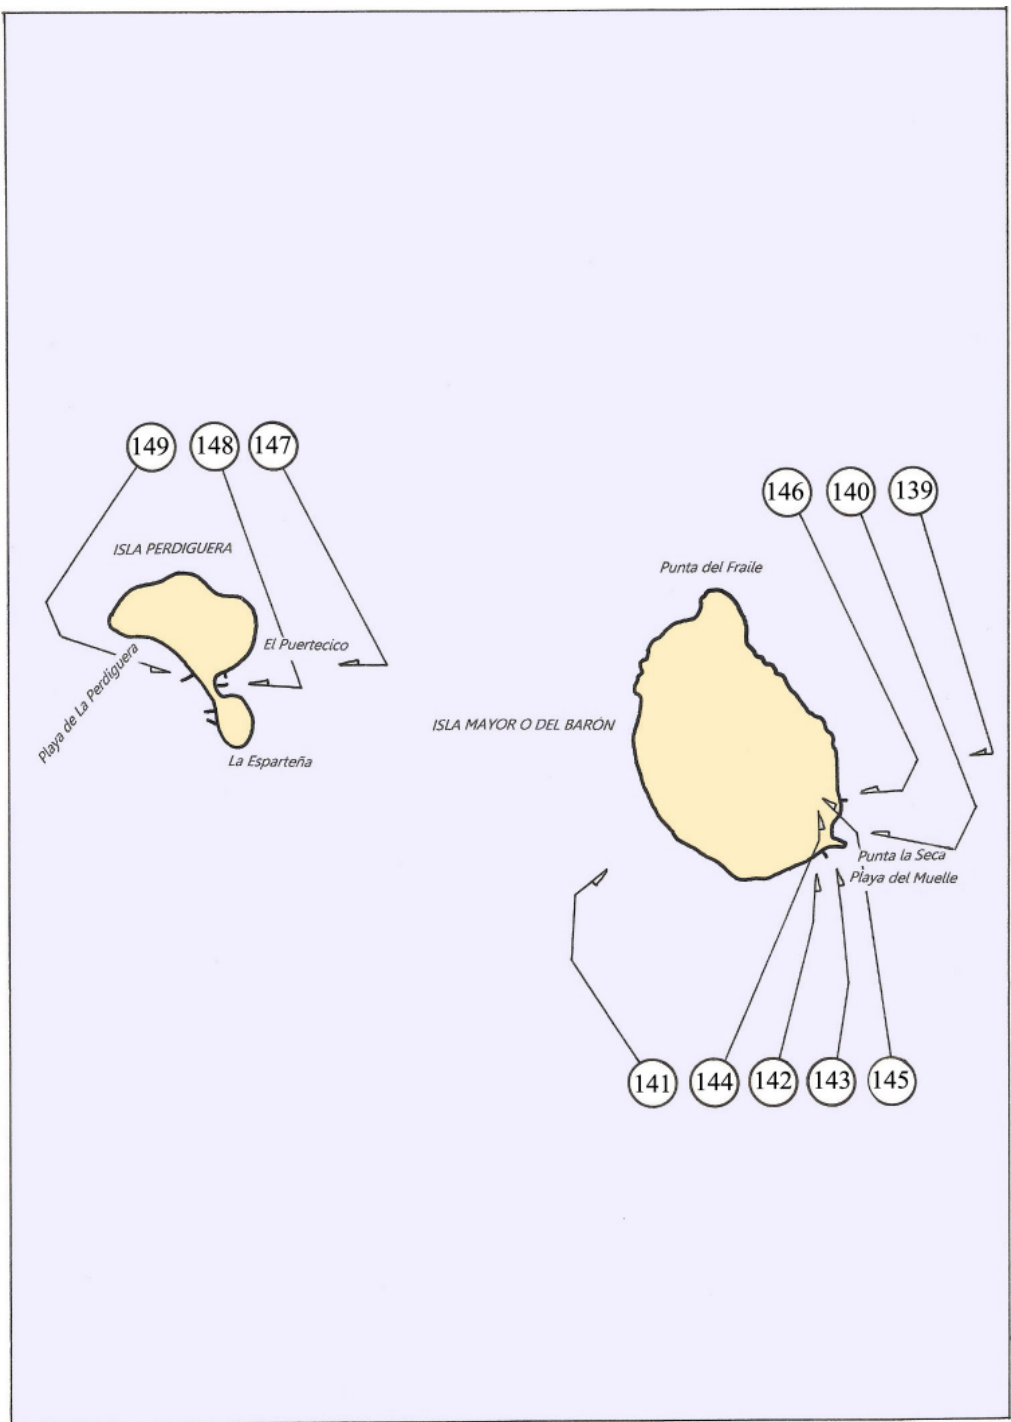 149 148 147
146 140 139
ISLA PERDIGUERA
Punta del Fraile
El Puertecico
Playa de La Perdiguera
ISLA MAYOR O DEL BARÓN
La Esparteña
Punta la Seca
Playa del Muelle
141 144 142 143 145